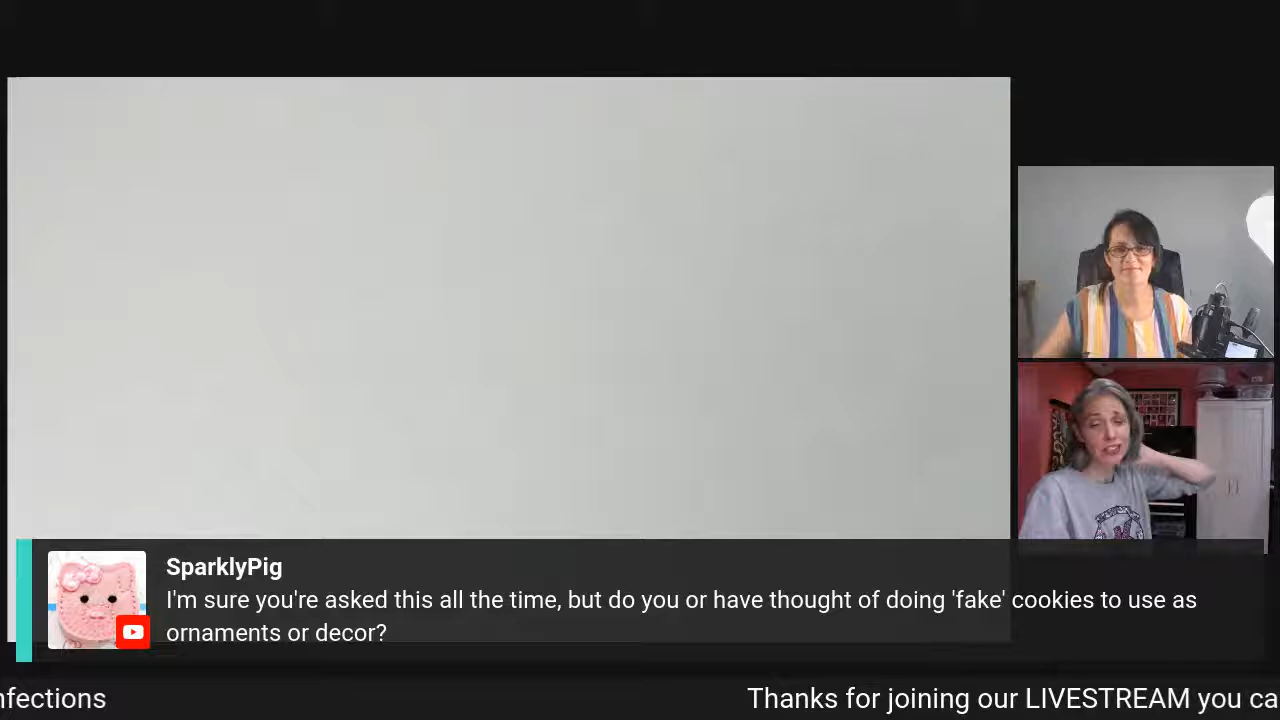 SparklyPig
I'm sure you're asked this all the time, but do you or have thought of doing 'fake' cookies to use as
ornaments or decor?
nfections
Thanks for joining our LIVESTREAM you ca